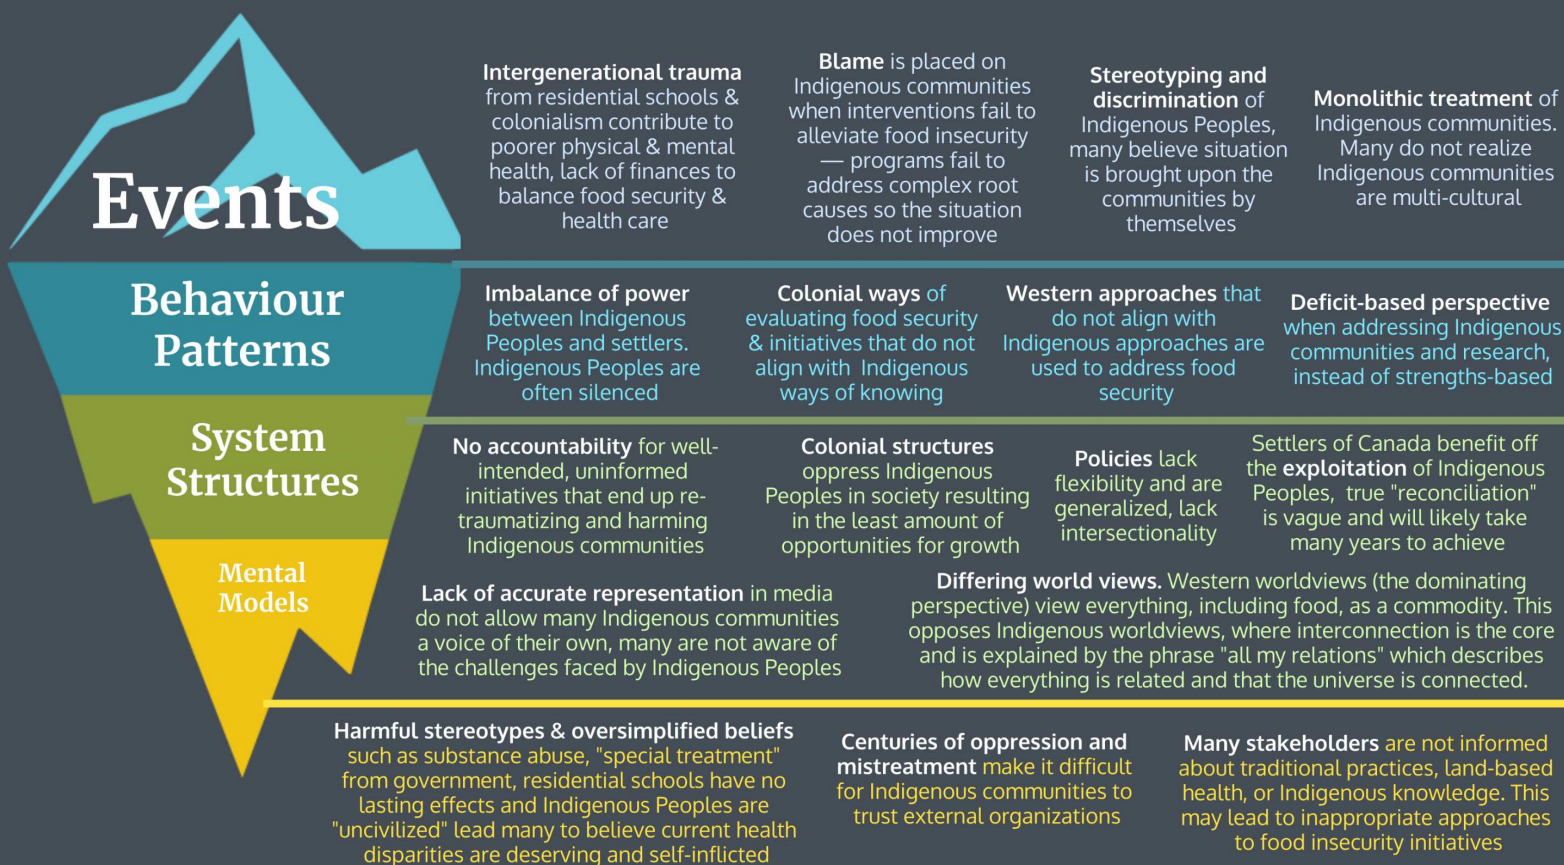 Events
Intergenerational trauma
from residential schools &
colonialism contribute to
poorer physical & mental
health, lack of finances to
balance food security &
health care
Blame is placed on
Indigenous communities
when interventions fail to
alleviate food insecurity
— programs fail to
address complex root
causes so the situation
does not improve
Stereotyping and
discrimination of
Indigenous Peoples,
many believe situation
is brought upon the
communities by
themselves
Monolithic treatment of
Indigenous communities.
Many do not realize
Indigenous communities
are multi-cultural
Behaviour
Patterns
Imbalance of power
between Indigenous
Peoples and settlers.
Indigenous Peoples are
often silenced
Colonial ways of
evaluating food security
& initiatives that do not
align with Indigenous
ways of knowing
Western approaches that
do not align with
Indigenous approaches are
used to address food
security
Deficit-based perspective
when addressing Indigenous
communities and research,
instead of strengths-based
System
Structures
No accountability for well-
intended, uninformed
initiatives that end up re-
traumatizing and harming
Indigenous communities
Colonial structures
oppress Indigenous
Peoples in society resulting
in the least amount of
opportunities for growth
Policies lack
flexibility and are
generalized, lack
intersectionality
Settlers of Canada benefit off
the exploitation of Indigenous
Peoples, true "reconciliation"
is vague and will likely take
many years to achieve
Lack of accurate representation in media
do not allow many Indigenous communities
a voice of their own, many are not aware of
the challenges faced by Indigenous Peoples
Differing world views. Western worldviews (the dominating
perspective) view everything, including food, as a commodity. This
opposes Indigenous worldviews, where interconnection is the core
and is explained by the phrase "all my relations" which describes
how everything is related and that the universe is connected.
Mental
Models
Harmful stereotypes & oversimplified beliefs
such as substance abuse, "special treatment"
from government, residential schools have no
lasting effects and Indigenous Peoples are
"uncivilized" lead many to believe current health
disparities are deserving and self-inflicted
Centuries of oppression and
mistreatment make it difficult
for Indigenous communities to
trust external organizations
Many stakeholders are not informed
about traditional practices, land-based
health, or Indigenous knowledge. This
may lead to inappropriate approaches
to food insecurity initiatives